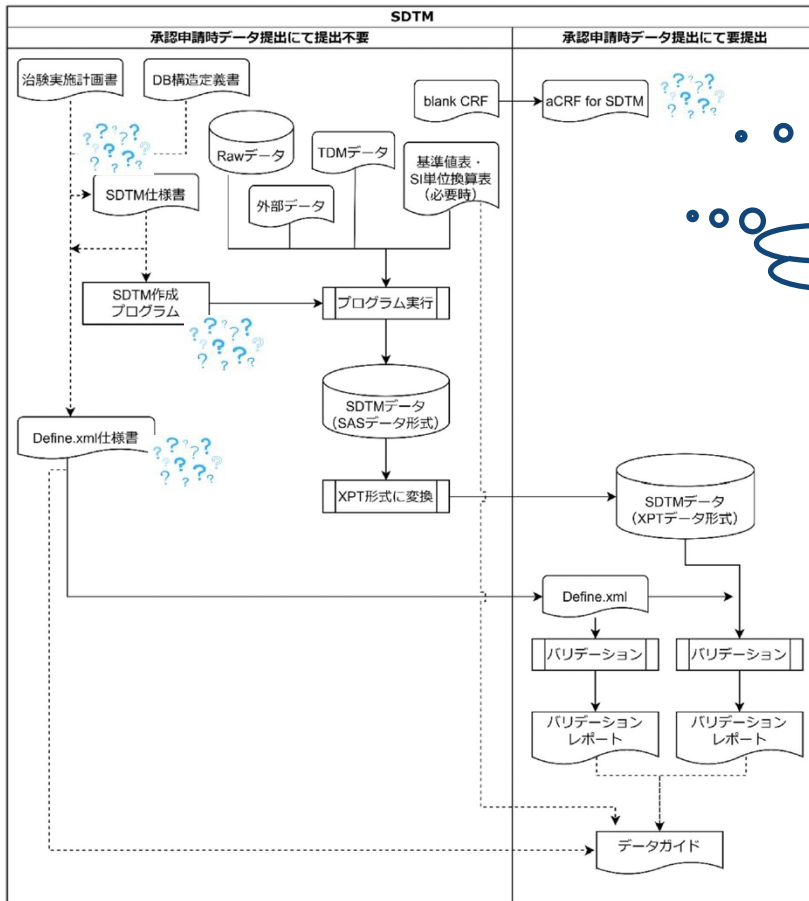 SDTM
承認申請時データ提出にて提出不要
承認申請時データ提出にて要提出
治験実施計画書
DB構造定義書
blank CRF
aCRF for SDTM
Rawデータ
TDMデータ
基準値表・
SI単位換算表
(必要時)
SDTM仕様書
外部データ
SDTM作成
プログラム
プログラム実行
SDTMデータ
(SASデータ形式)
Define.xml仕様書
XPT形式に変換
SDTMデータ
(XPTデータ形式)
Define.xml
バリデーション
バリデーション
バリデーション
レポート
バリデーション
レポート
データガイド